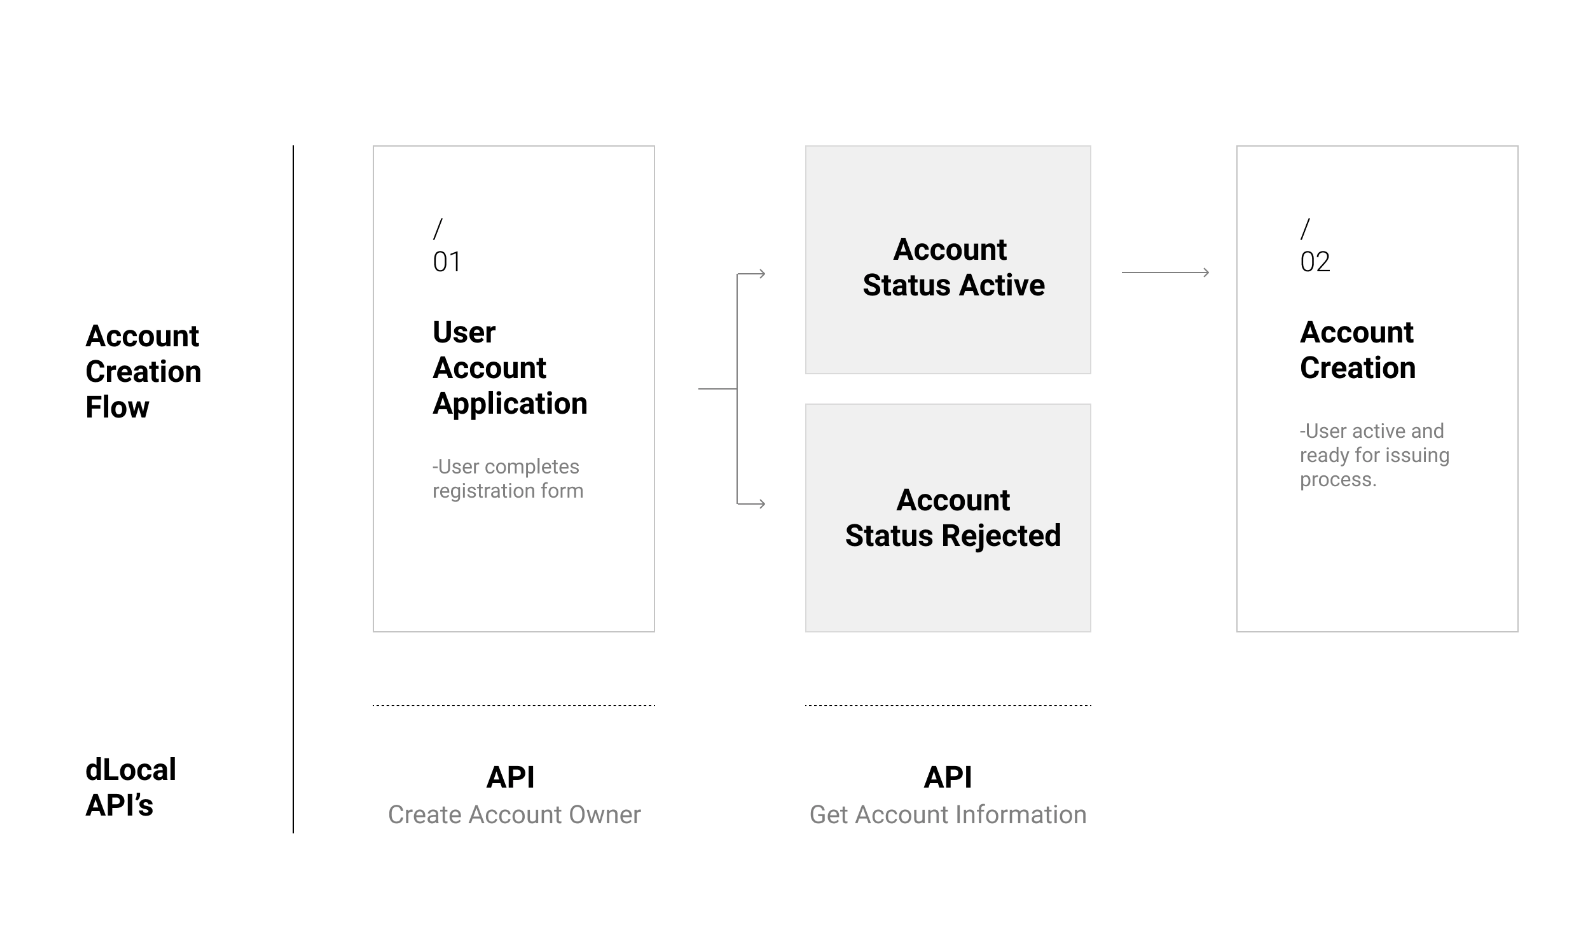 Account
Creation
Flow
/
01
User
Account
Application
-User completes
registration form
Account
Status Active
Account
Status Rejected
/
02
Account
Creation
-User active and
ready for issuing
process.
dLocal
API’s
API
Create Account Owner
API
Get Account Information